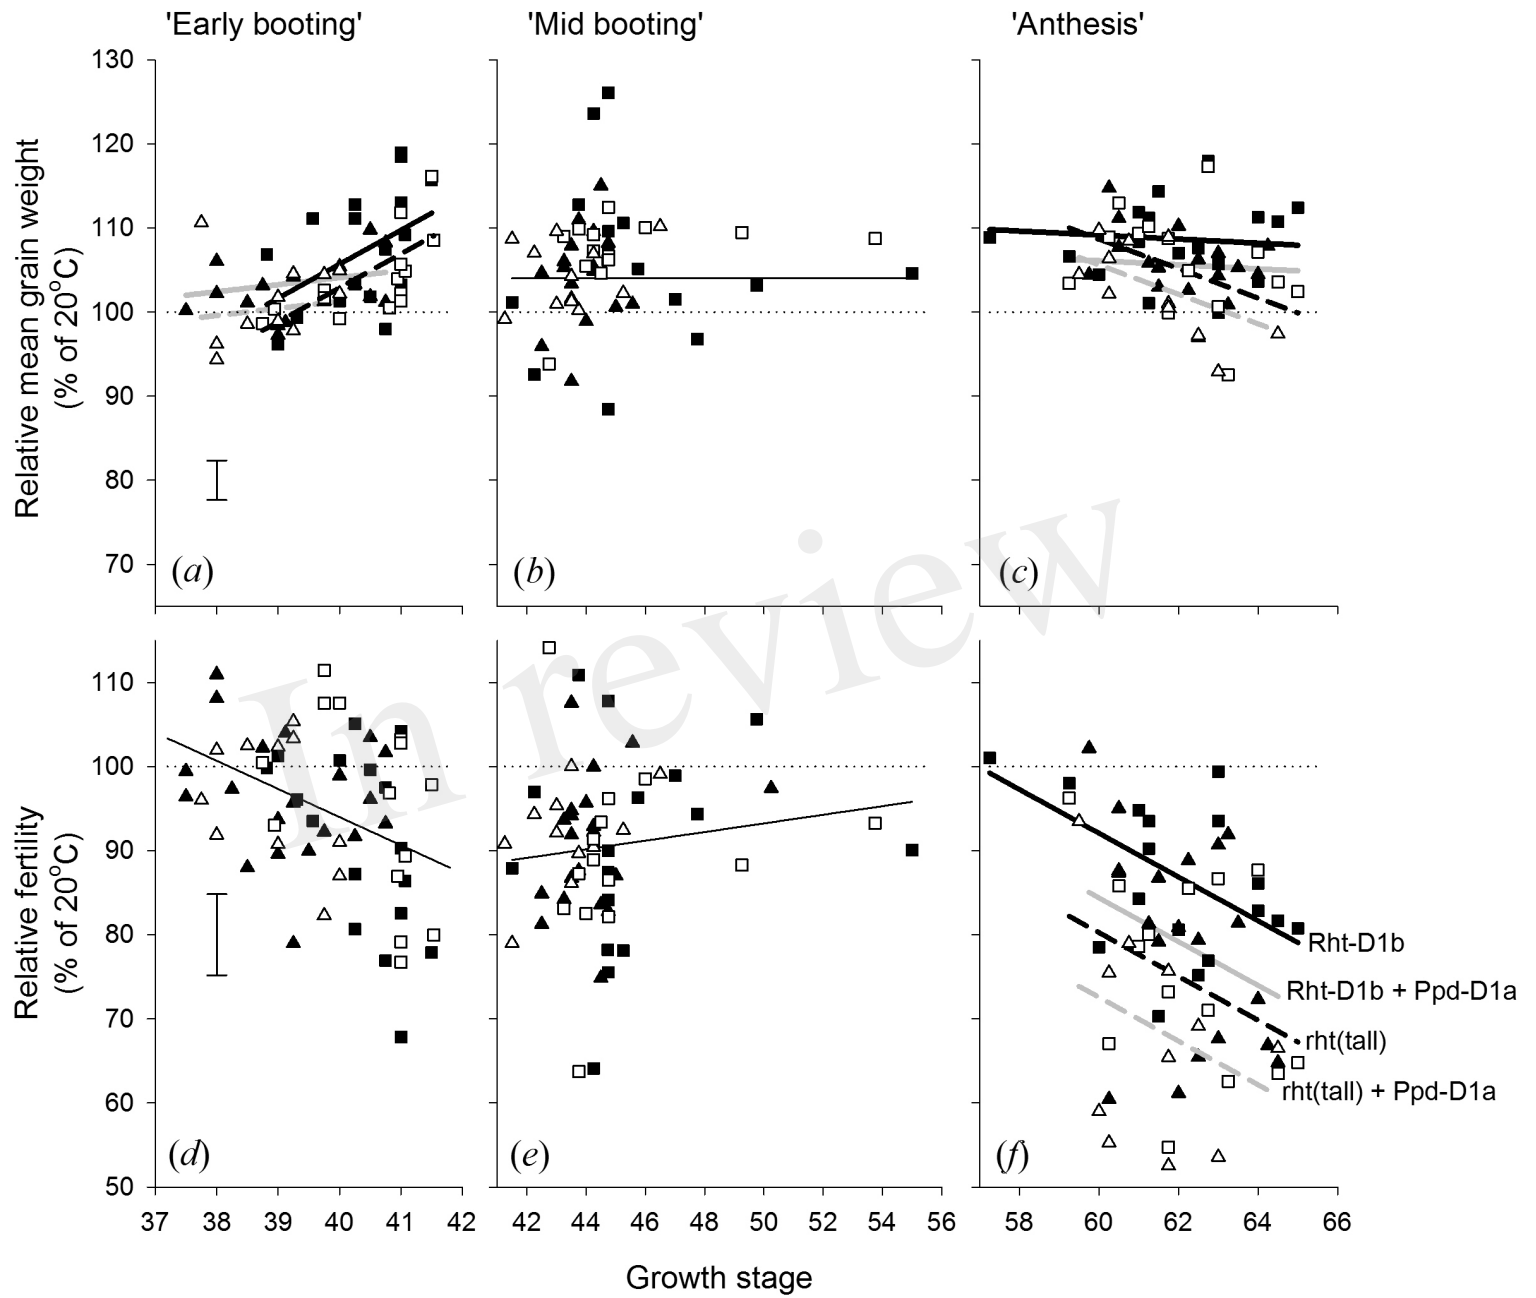 'Early booting' 'Mid booting' 'Anthesis'
130
120
110
100
90
80
70
Relative mean grain weight
(% of 20°C)
(a) (b) (c)
In review
110
100
90
80
70
60
50
Relative fertility
(% of 20°C)
Rht-D1b
Rht-D1b + Ppd-D1a
rht(tall)
rht(tall) + Ppd-D1a
(d) (e) (f)
37 38 39 40 41 42 42 44 46 48 50 52 54 56 58 60 62 64 66
Growth stage